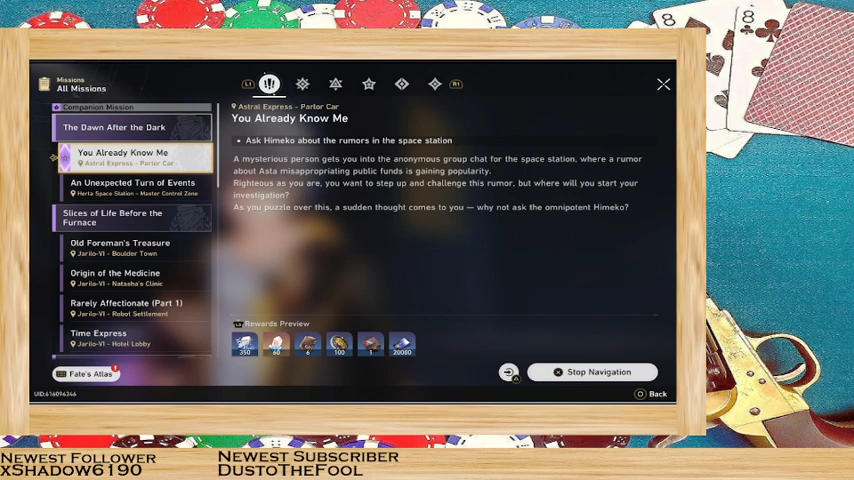 8
8
Missions
All Missions
L1
R1
Companion Mission
The Dawn After the Dark
You Already Know Me
Astral Express - Parlor Car
An Unexpected Turn of Events
Herta Space Station - Master Control Zone
Slices of Life Before the
Furnace
Old Foreman's Treasure
Jarilo-VI - Boulder Town
Origin of the Medicine
Jarilo-VI - Natasha's Clinic
Rarely Affectionate (Part 1)
Jarilo-VI - Robot Settlement
Time Express
Jarilo-VI - Hotel Lobby
Fate's Atlas
Astral Express - Parlor Car
You Already Know Me
Ask Himeko about the rumors in the space station
A mysterious person gets you into the anonymous group chat for the space station, where a rumor
about Asta misappropriating public funds is gaining popularity.
Righteous as you are, you want to step up and challenge this rumor, but where will you start your
investigation?
As you puzzle over this, a sudden thought comes to you — why not ask the omnipotent Himeko?
Rewards Preview
350
60
6
100
1
20000
Stop Navigation
UID:616096346
Back
Newest Follower
xShadow6190
Newest Subscriber
DustoTheFool